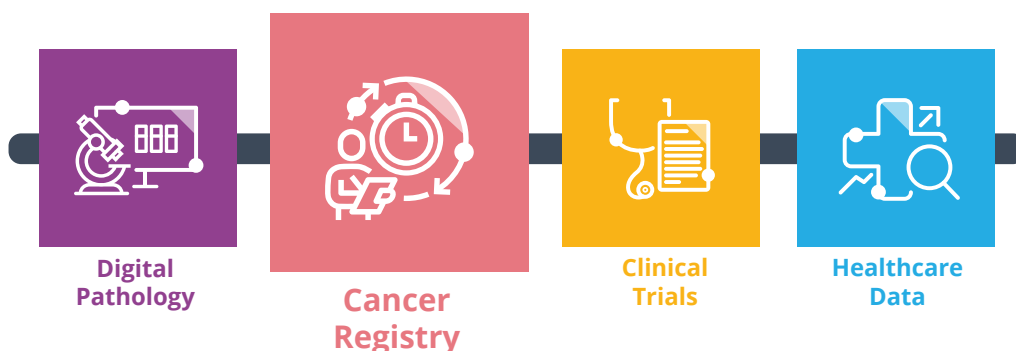 Digital
Pathology
Cancer
Registry
Clinical
Trials
Healthcare
Data